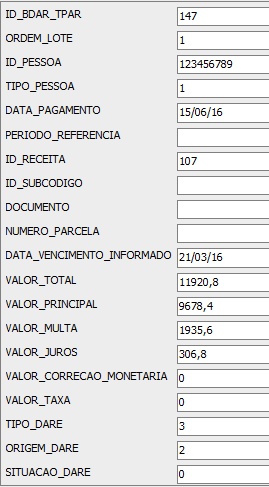 ID_BDAR_TPAR 147
ORDEM_LOTE 1
ID_PESSOA 123456789
TIPO_PESSOA 1
DATA_PAGAMENTO 15/06/16
PERIODO_REFERENCIA
ID_RECEITA 107
ID_SUBCODIGO
DOCUMENTO
NUMERO_PARCELA
DATA_VENCIMENTO_INFORMADO 21/03/16
VALOR_TOTAL 11920,8
VALOR_PRINCIPAL 9678,4
VALOR_MULTA 1935,6
VALOR_JUROS 306,8
VALOR_CORRECAO_MONETARIA 0
VALOR_TAXA 0
TIPO_DARE 3
ORIGEM_DARE 2
SITUACAO_DARE 0